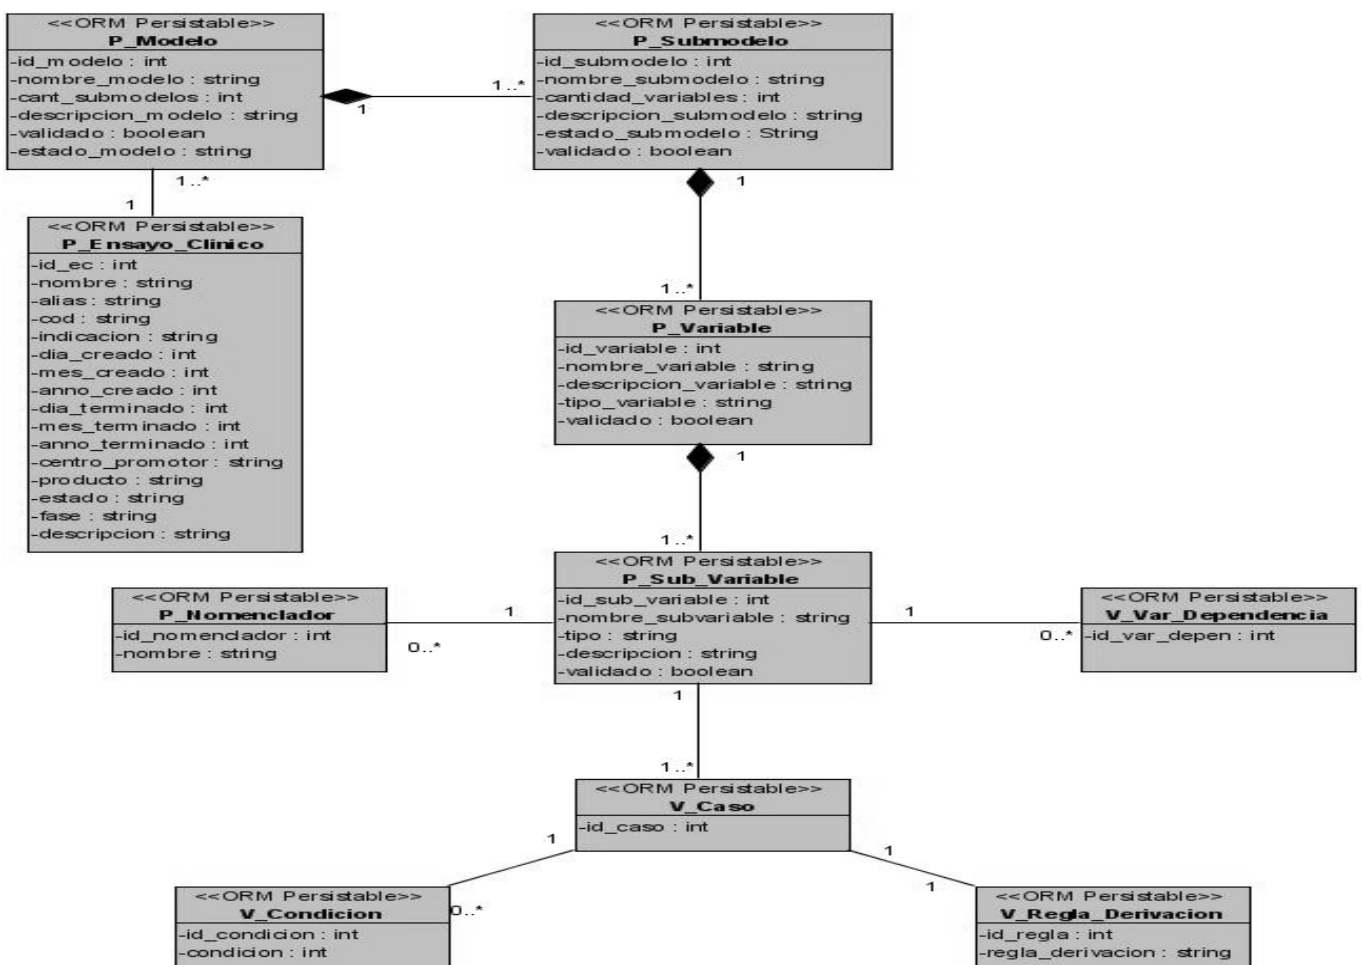 <<ORM Persistable>>
P_Modelo
-id_modelo : int
-nombre_modelo : string
-cant_submodelos : int
-descripcion_modelo : string
-validado : boolean
-estado_modelo : string
<<ORM Persistable>>
P_Submodelo
-id_submodelo : int
-nombre_submodelo : string
-cantidad_variables : int
-descripcion_submodelo : string
-estado_submodelo : String
-validado : boolean
1
1..*
1..*
1
<<ORM Persistable>>
P_Ensayo_Clinico
-id_ec : int
-nombre : string
-alias : string
-cod : string
-indicacion : string
-dia_creado : int
-mes_creado : int
-anno_creado : int
-dia_terminado : int
-mes_terminado : int
-anno_terminado : int
-centro_promotor : string
-producto : string
-estado : string
-fase : string
-descripcion : string
1
1..*
<<ORM Persistable>>
P_Variable
-id_variable : int
-nombre_variable : string
-descripcion_variable : string
-tipo_variable : string
-validado : boolean
1
1..*
<<ORM Persistable>>
P_Nomenclador
-id_nomenclador : int
-nombre : string
0..*
1
<<ORM Persistable>>
P_Sub_Variable
-id_sub_variable : int
-nombre_subvariable : string
-tipo : string
-descripcion : string
-validado : boolean
1
0..*
<<ORM Persistable>>
V_Var_Dependencia
-id_var_depen : int
1
1..*
<<ORM Persistable>>
V_Caso
-id_caso : int
1
0..*
1
1
<<ORM Persistable>>
V_Condicion
-id_condicion : int
-condicion : int
<<ORM Persistable>>
V_Regla_Derivacion
-id_regla : int
-regla_derivacion : string